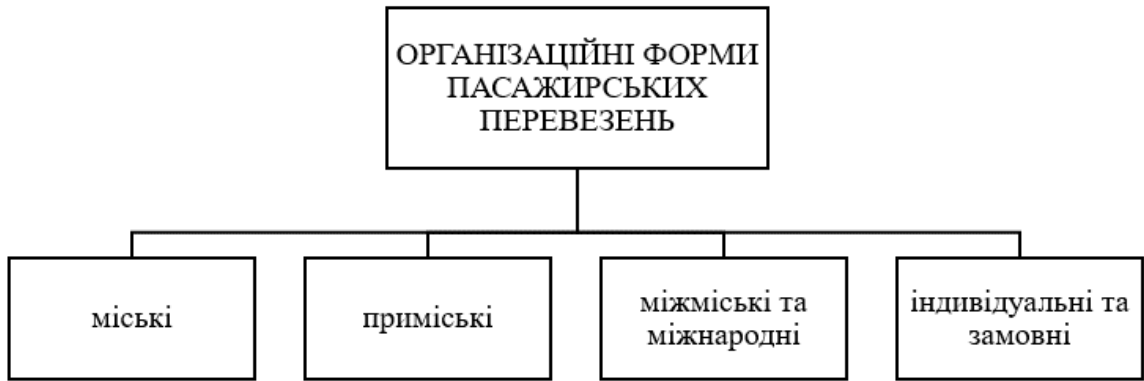 ОРГАНІЗАЦІЙНІ ФОРМИ
ПАСАЖИРСЬКИХ
ПЕРЕВЕЗЕНЬ
міські
приміські
міжміські та
міжнародні
індивідуальні та
замовні